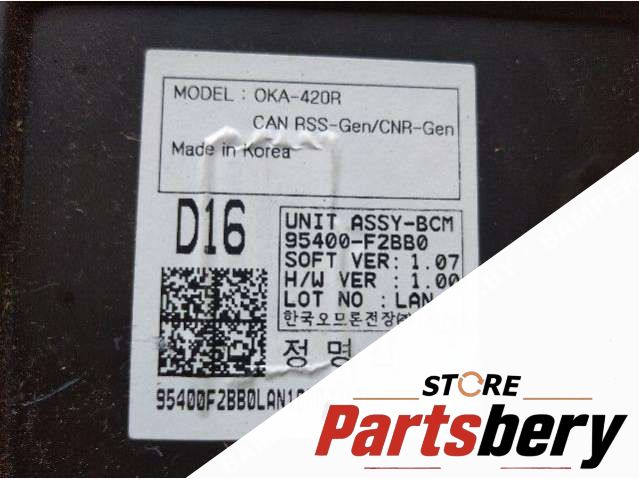 MODEL : OKA-420R
CAN RSS-Gen/CNR-Gen
Made in Korea
D16
UNIT ASSY-BCM
95400-F2BB0
SOFT VER: 1.07
H/W VER : 1.00
LOT NO : LAN
한국오므론전장㈜
정 명
95400F2BB0LAN1
STORE
Partsbery